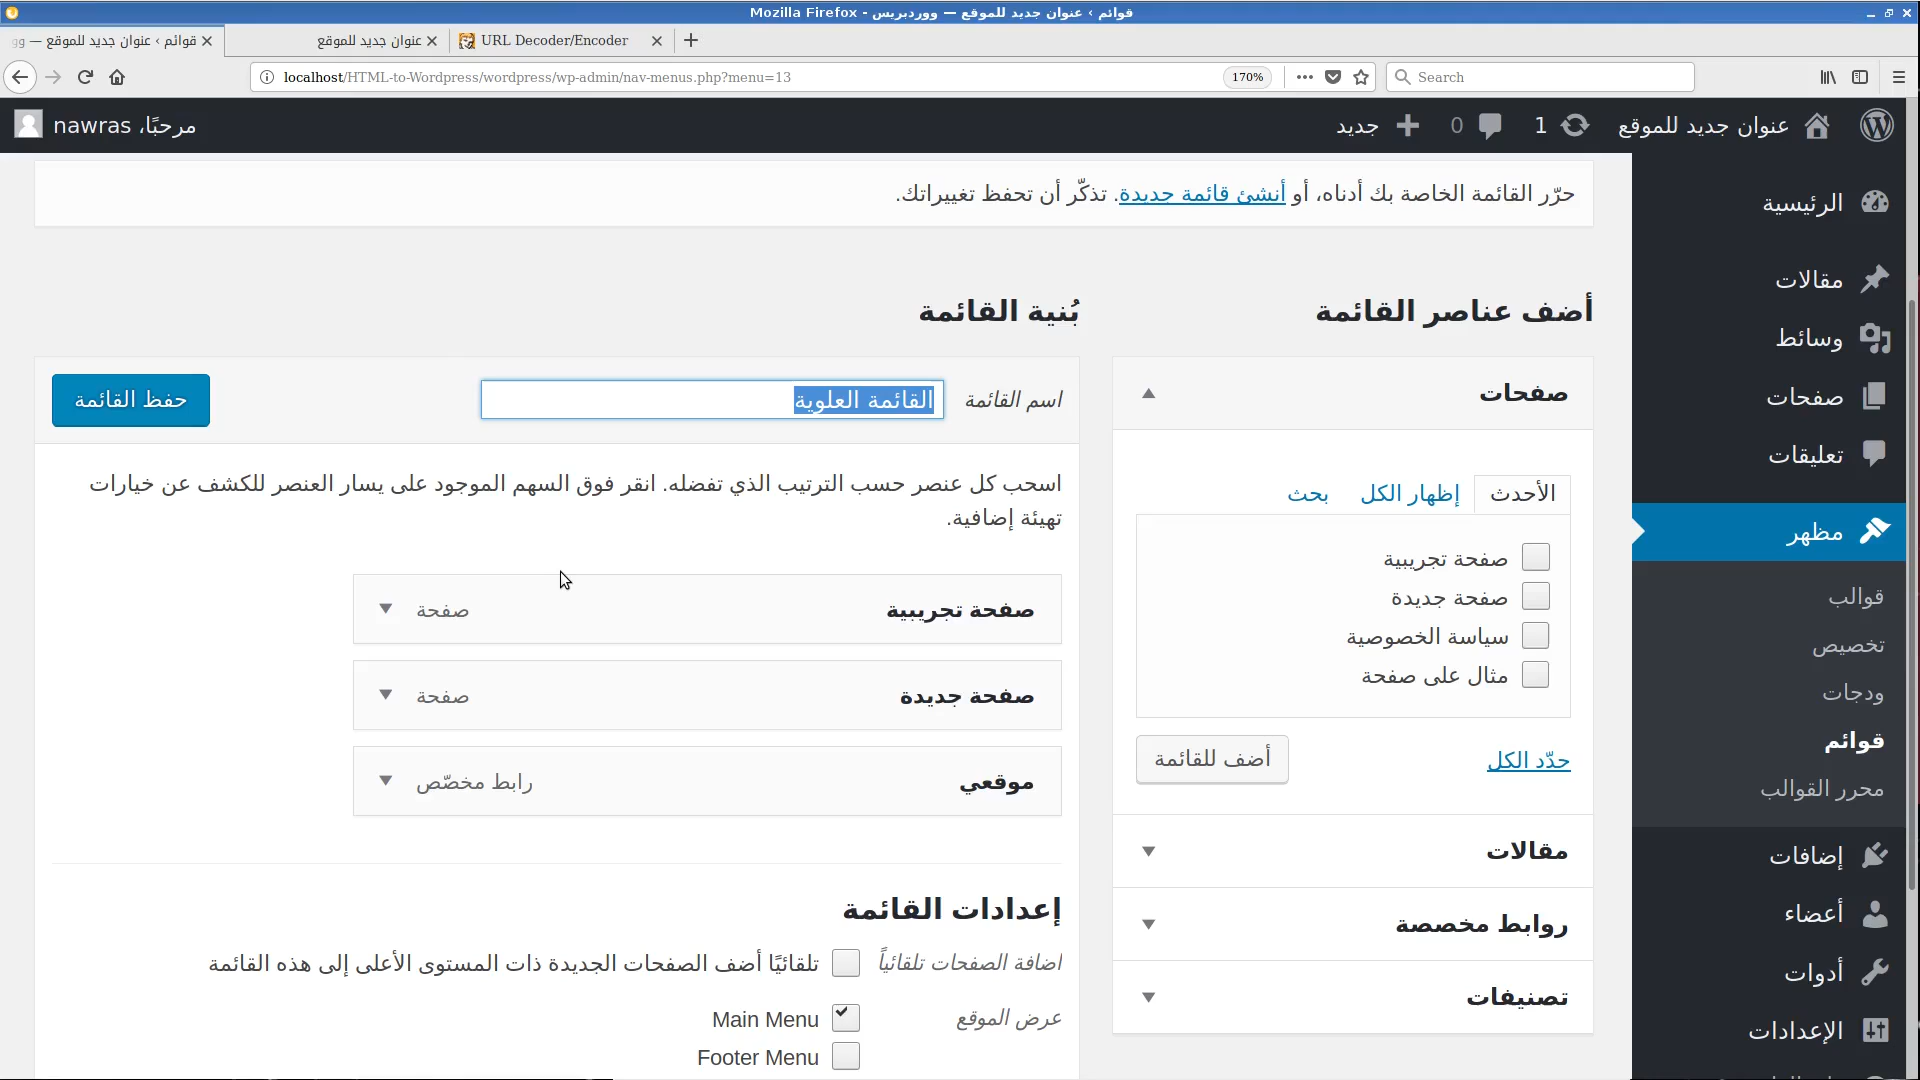 قوائم ‹ عنوان جديد للموقع — ووردبريس - Mozilla Firefox
قوائم ‹ عنوان جديد للموقع — وو
عنوان جديد للموقع
URL Decoder/Encoder
localhost/HTML-to-Wordpress/wordpress/wp-admin/nav-menus.php?menu=13
170%
Search
عنوان جديد للموقع
1
0
جديد
مرحبًا، nawras
الرئيسية
مقالات
وسائط
صفحات
تعليقات
مظهر
قوالب
تخصيص
ودجات
قوائم
محرر القوالب
إضافات
أعضاء
أدوات
الإعدادات
حرّر القائمة الخاصة بك أدناه، أو أنشئ قائمة جديدة. تذكّر أن تحفظ تغييراتك.
أضف عناصر القائمة
صفحات
الأحدث
إظهار الكل
بحث
صفحة تجريبية
صفحة جديدة
سياسة الخصوصية
مثال على صفحة
حدّد الكل
أضف للقائمة
مقالات
روابط مخصصة
تصنيفات
بُنية القائمة
اسم القائمة
القائمة العلوية
حفظ القائمة
اسحب كل عنصر حسب الترتيب الذي تفضله. انقر فوق السهم الموجود على يسار العنصر للكشف عن خيارات
تهيئة إضافية.
صفحة تجريبية
صفحة
صفحة جديدة
صفحة
موقعي
رابط مخصّص
إعدادات القائمة
اضافة الصفحات تلقائياً
تلقائيًا أضف الصفحات الجديدة ذات المستوى الأعلى إلى هذه القائمة
عرض الموقع
Main Menu
Footer Menu